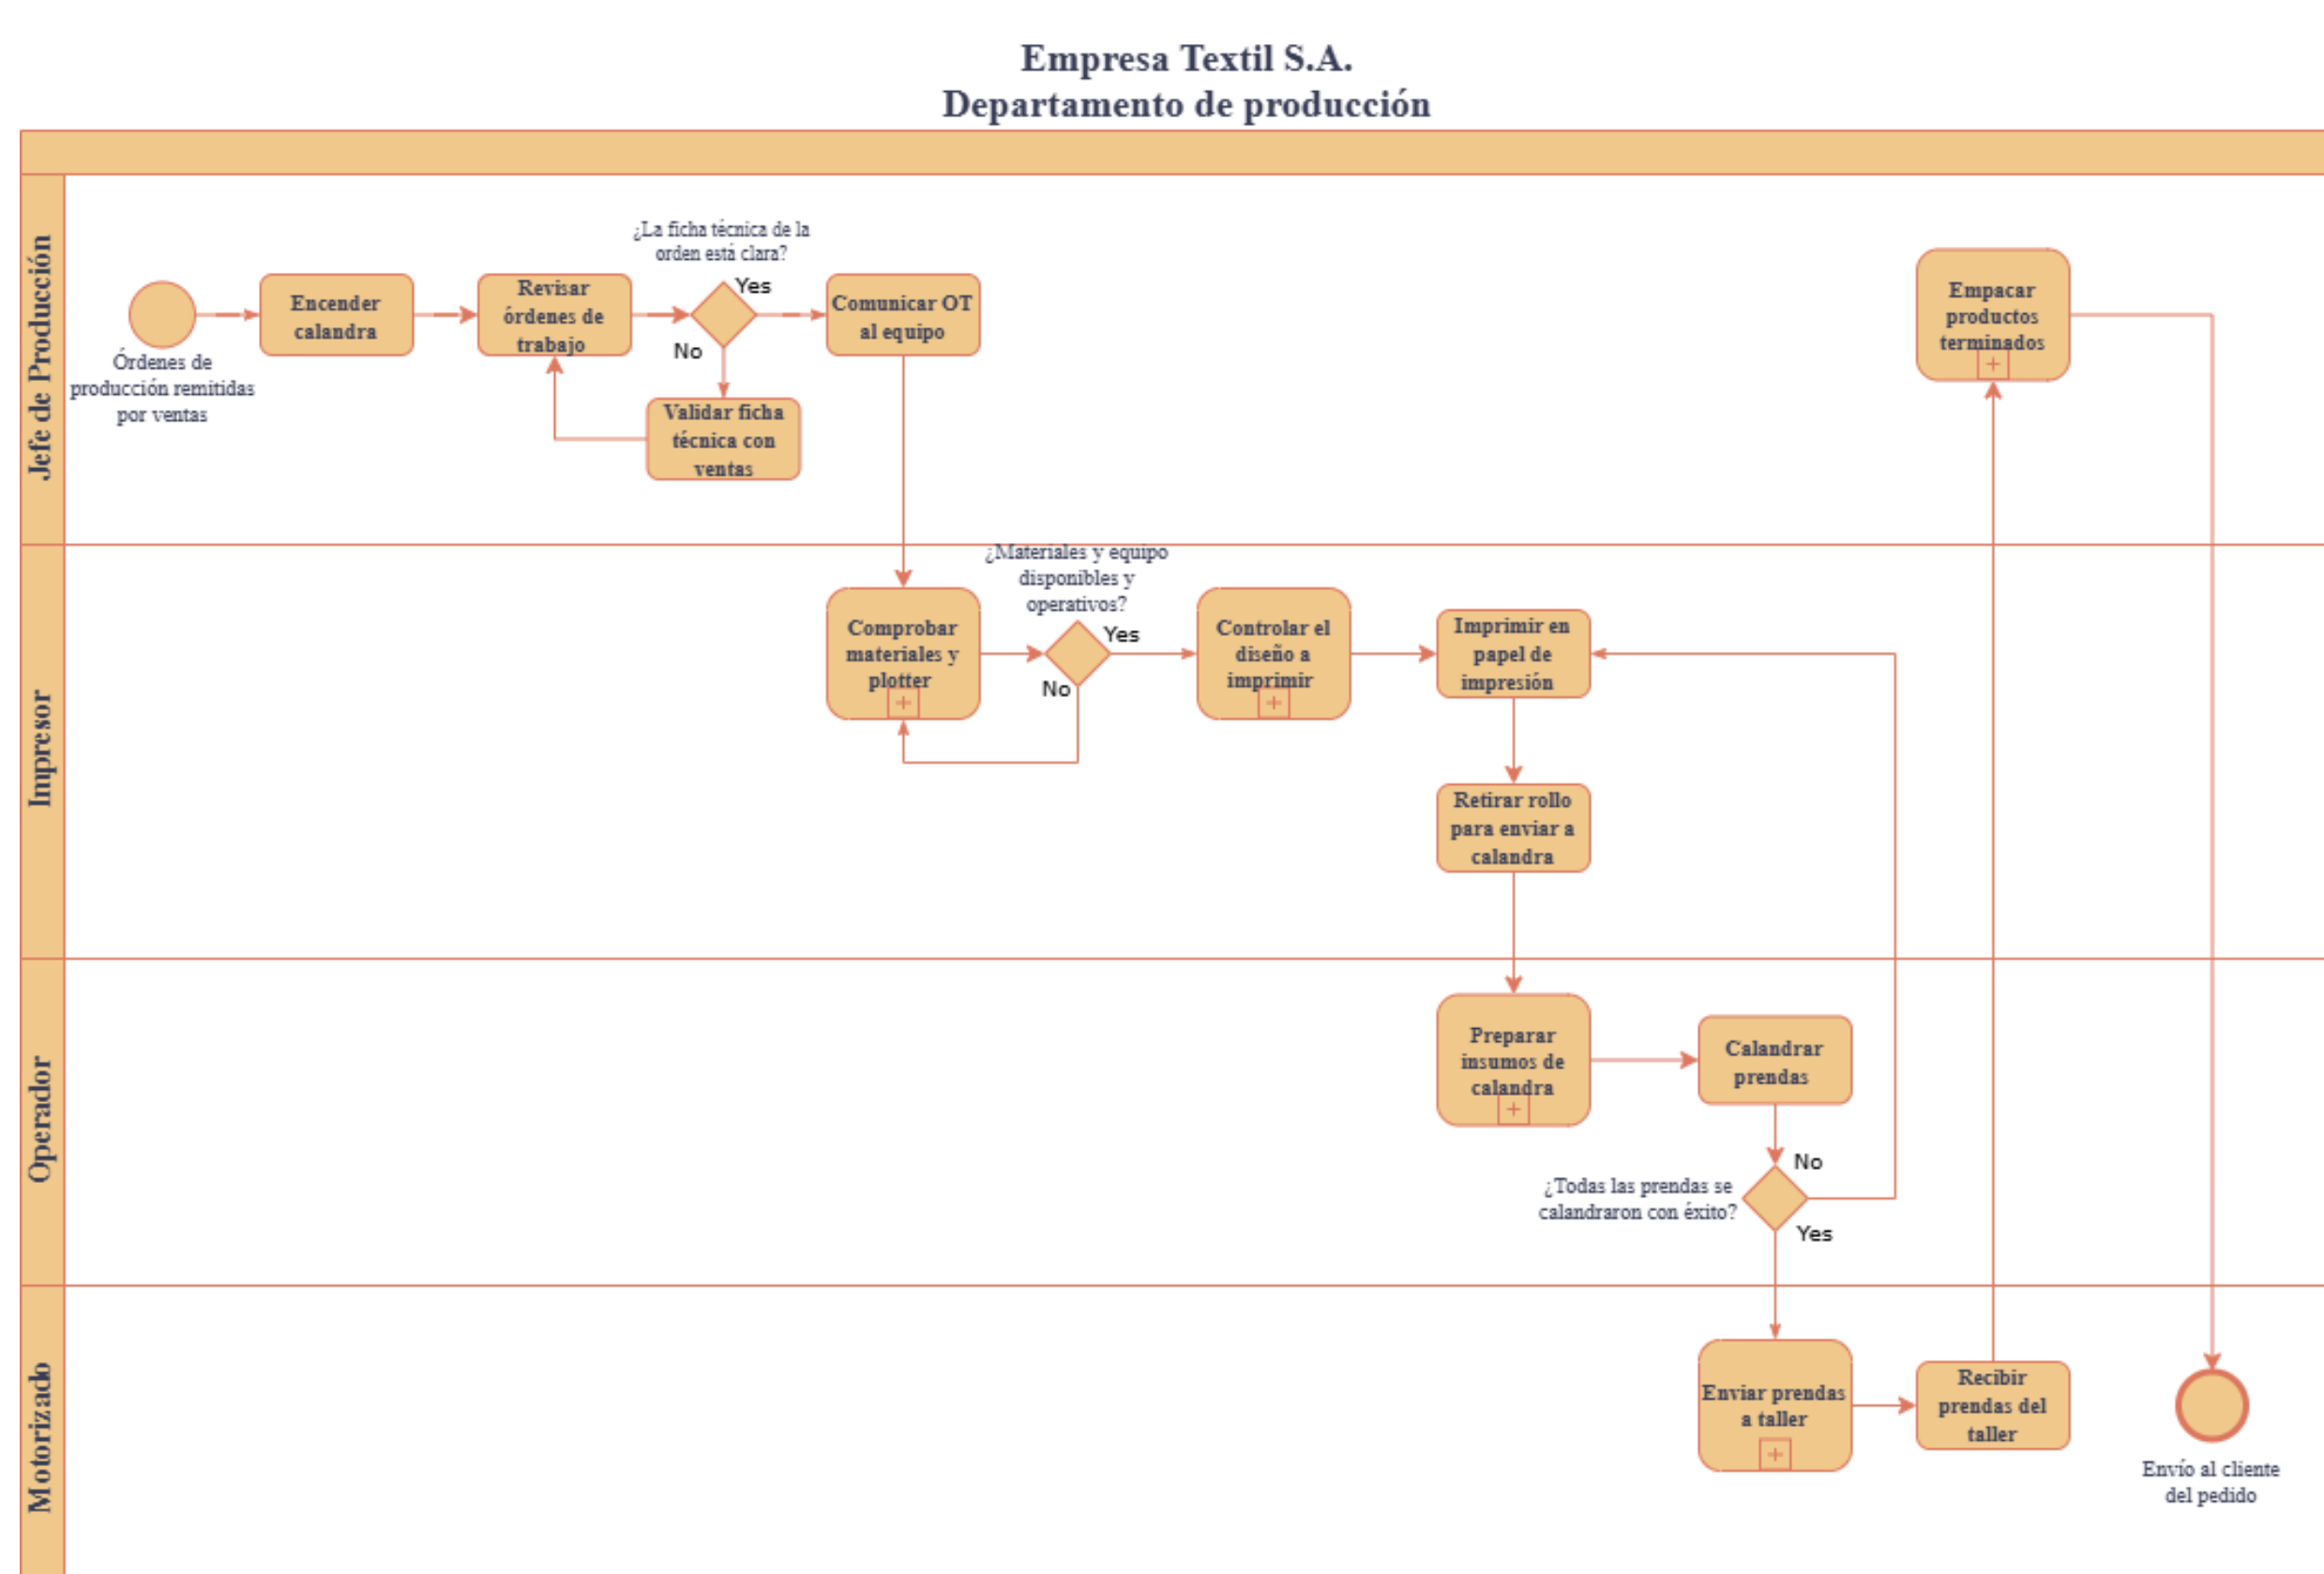 Empresa Textil S.A.
Departamento de producción
Jefe de Producción
¿La ficha técnica de la
orden está clara?
Yes
No
Encender
calandra
Revisar
órdenes de
trabajo
Comunicar OT
al equipo
Órdenes de
producción remitidas
por ventas
Validar ficha
técnica con
ventas
Empacar
productos
terminados
Impresor
¿Materiales y equipo
disponibles y
operativos?
Yes
No
Comprobar
materiales y
plotter
Controlar el
diseño a
imprimir
Imprimir en
papel de
impresión
Retirar rollo
para enviar a
calandra
Operador
Preparar
insumos de
calandra
Calandrar
prendas
No
¿Todas las prendas se
calandraron con éxito?
Yes
Motorizado
Enviar prendas
a taller
Recibir
prendas del
taller
Envío al cliente
del pedido